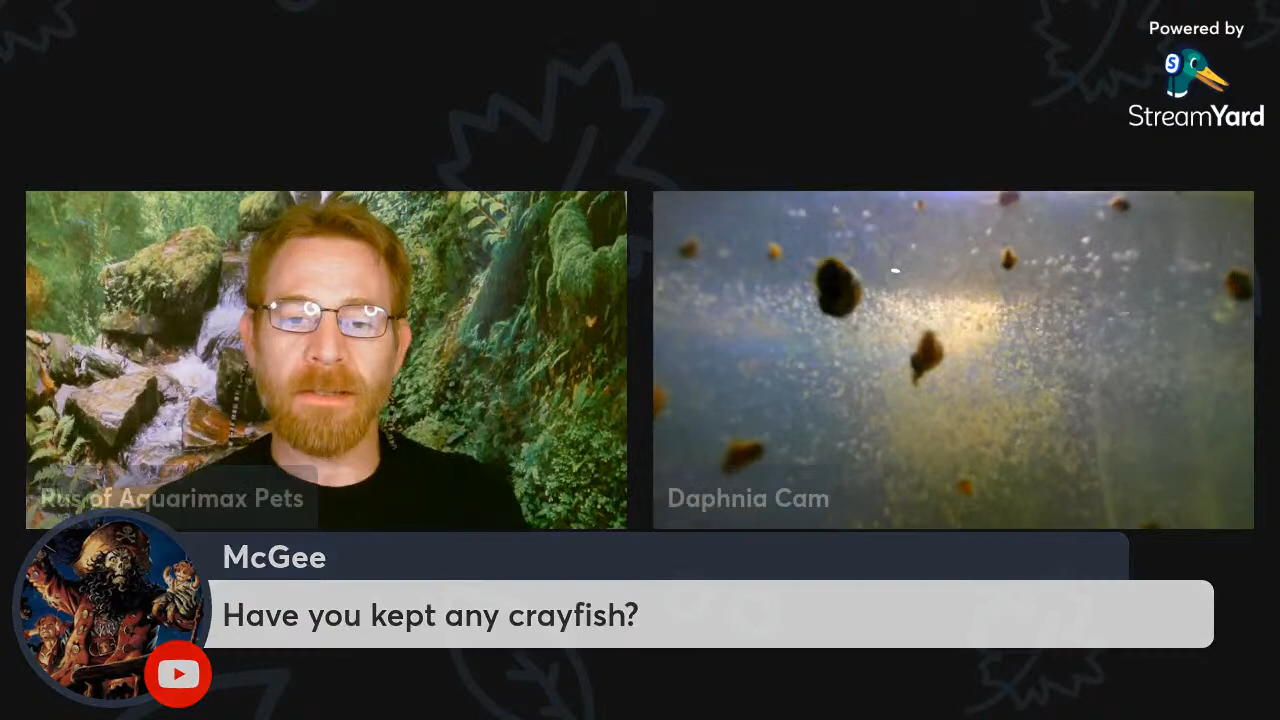 Powered by
S
StreamYard
Rus of Aquarimax Pets
Daphnia Cam
McGee
Have you kept any crayfish?